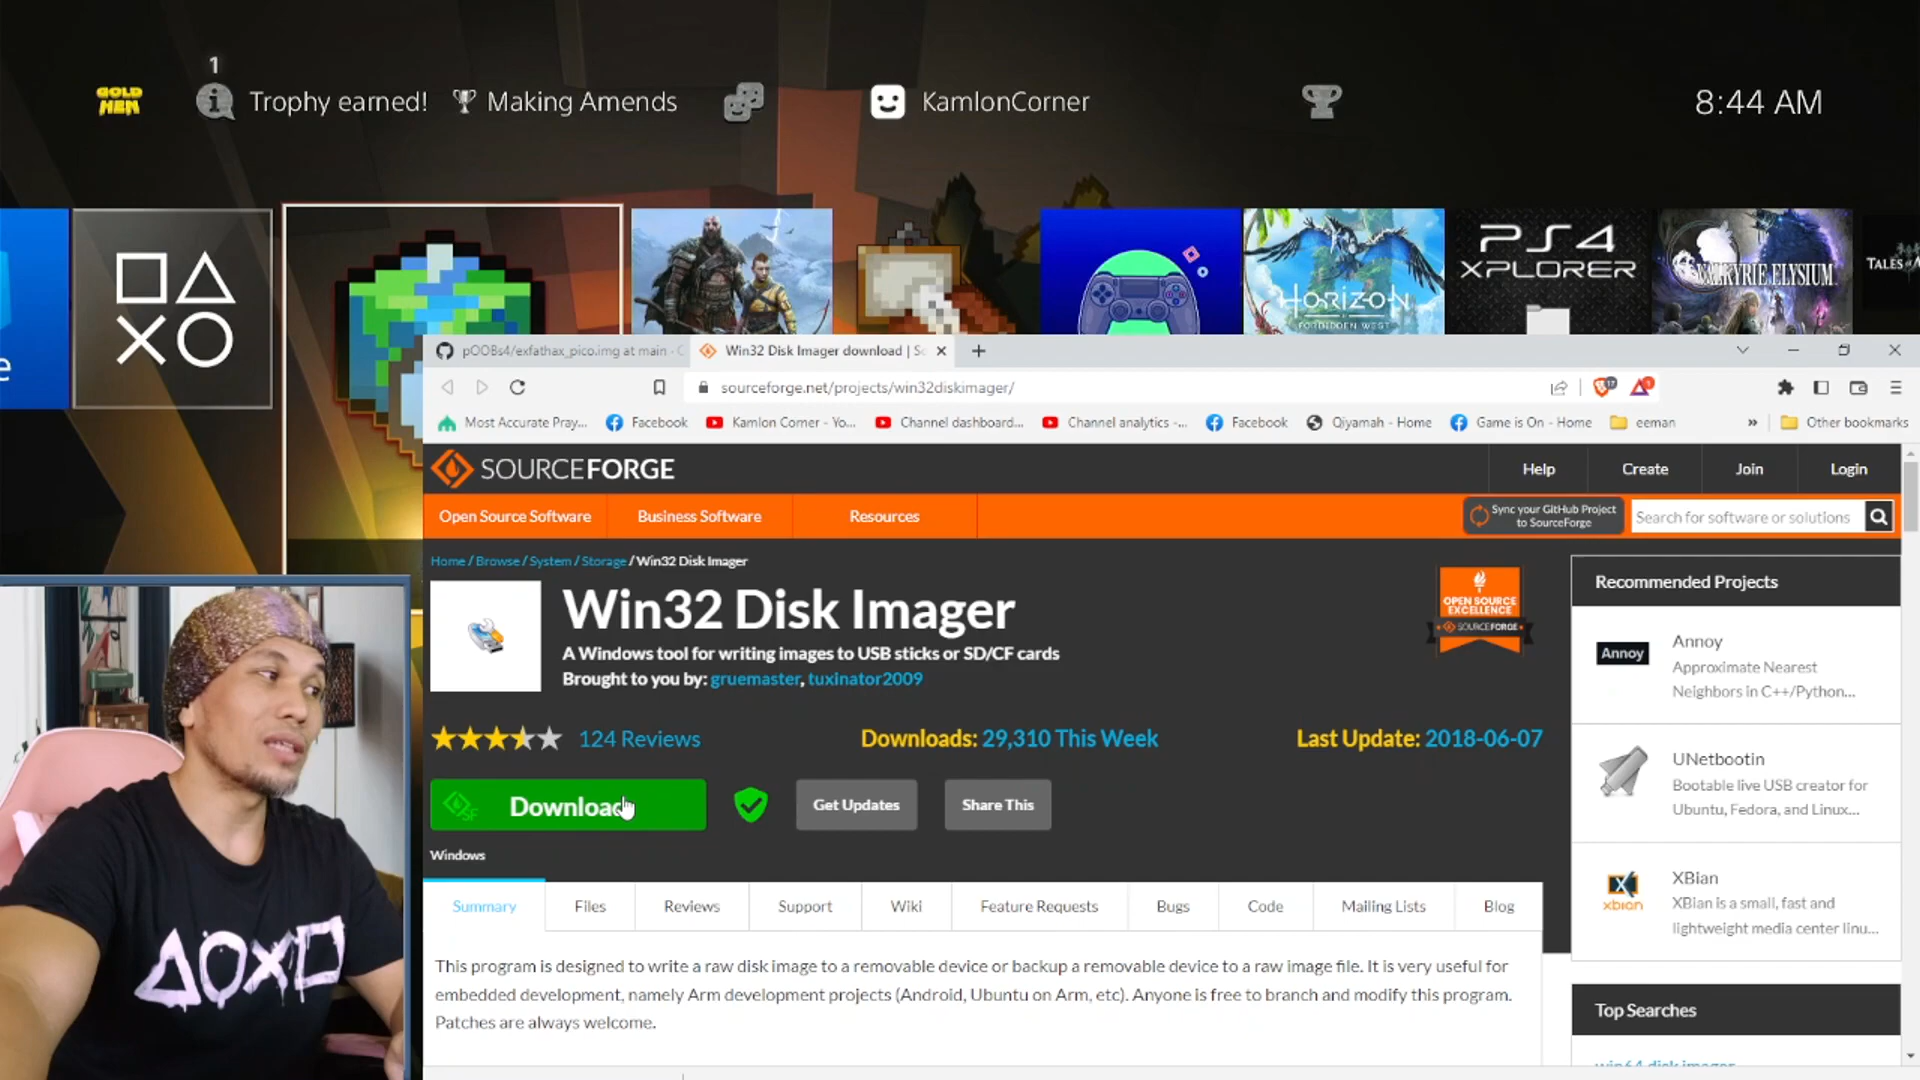 1
GOLD
HEN
Trophy earned! Making Amends
KamlonCorner
8:44 AM
e
HORIZON
FORBIDDEN WEST
PS4
XPLORER
VALKYRIE ELYSIUM
TALES of
pOOBs4/exfathax_pico.img at main · G
Win32 Disk Imager download | So
sourceforge.net/projects/win32diskimager/
17
1
Most Accurate Pray...
Facebook
Kamlon Corner - Yo...
Channel dashboard...
Channel analytics -...
Facebook
Qiyamah - Home
Game is On - Home
eeman
»
Other bookmarks
SOURCEFORGE
Help
Create
Join
Login
Open Source Software
Business Software
Resources
Sync your GitHub Project
to SourceForge
Search for software or solutions
Home / Browse / System / Storage / Win32 Disk Imager
Win32 Disk Imager
A Windows tool for writing images to USB sticks or SD/CF cards
Brought to you by: gruemaster, tuxinator2009
OPEN SOURCE
EXCELLENCE
SOURCEFORGE
124 Reviews
Downloads: 29,310 This Week
Last Update: 2018-06-07
SF
Download
Get Updates
Share This
Windows
Summary
Files
Reviews
Support
Wiki
Feature Requests
Bugs
Code
Mailing Lists
Blog
This program is designed to write a raw disk image to a removable device or backup a removable device to a raw image file. It is very useful for
embedded development, namely Arm development projects (Android, Ubuntu on Arm, etc). Anyone is free to branch and modify this program.
Patches are always welcome.
Recommended Projects
Annoy
Annoy
Approximate Nearest
Neighbors in C++/Python...
UNetbootin
Bootable live USB creator for
Ubuntu, Fedora, and Linux...
xbian
XBian
XBian is a small, fast and
lightweight media center linu...
Top Searches
win64 disk imager